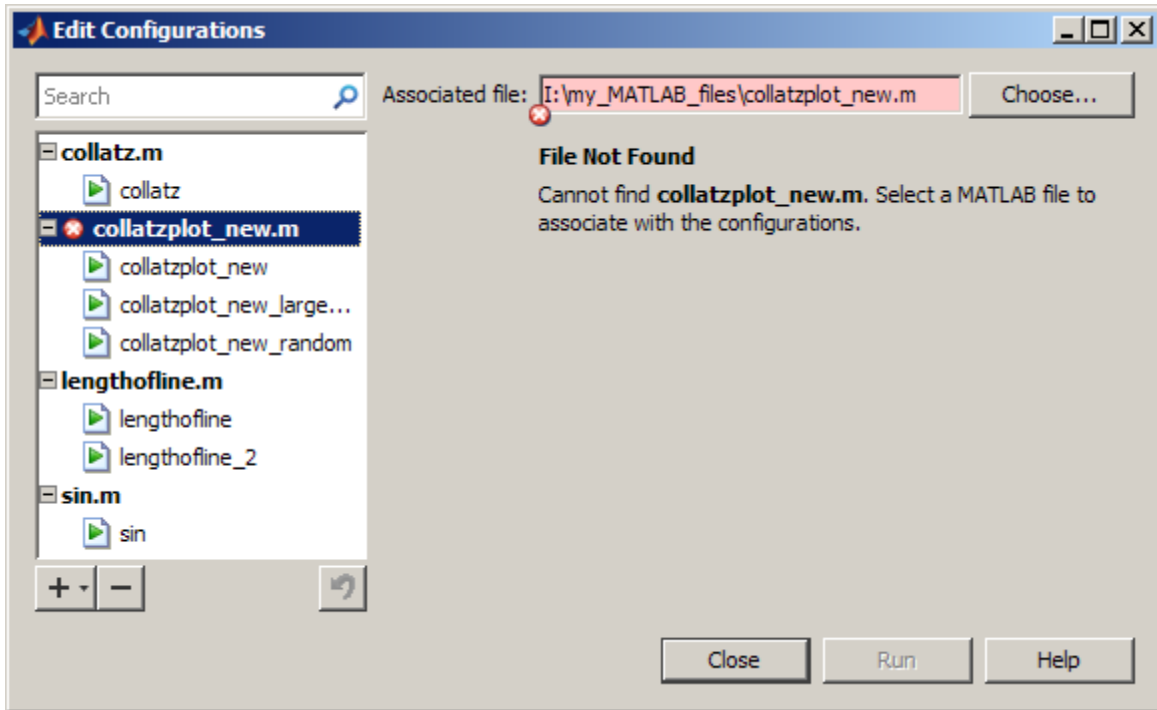 Edit Configurations
Search
Associated file: I:\my_MATLAB_files\collatzplot_new.m Choose...
collatz.m
collatz
collatzplot_new.m
collatzplot_new
collatzplot_new_large...
collatzplot_new_random
lengthofline.m
lengthofline
lengthofline_2
sin.m
sin
File Not Found
Cannot find collatzplot_new.m. Select a MATLAB file to
associate with the configurations.
Close Run Help